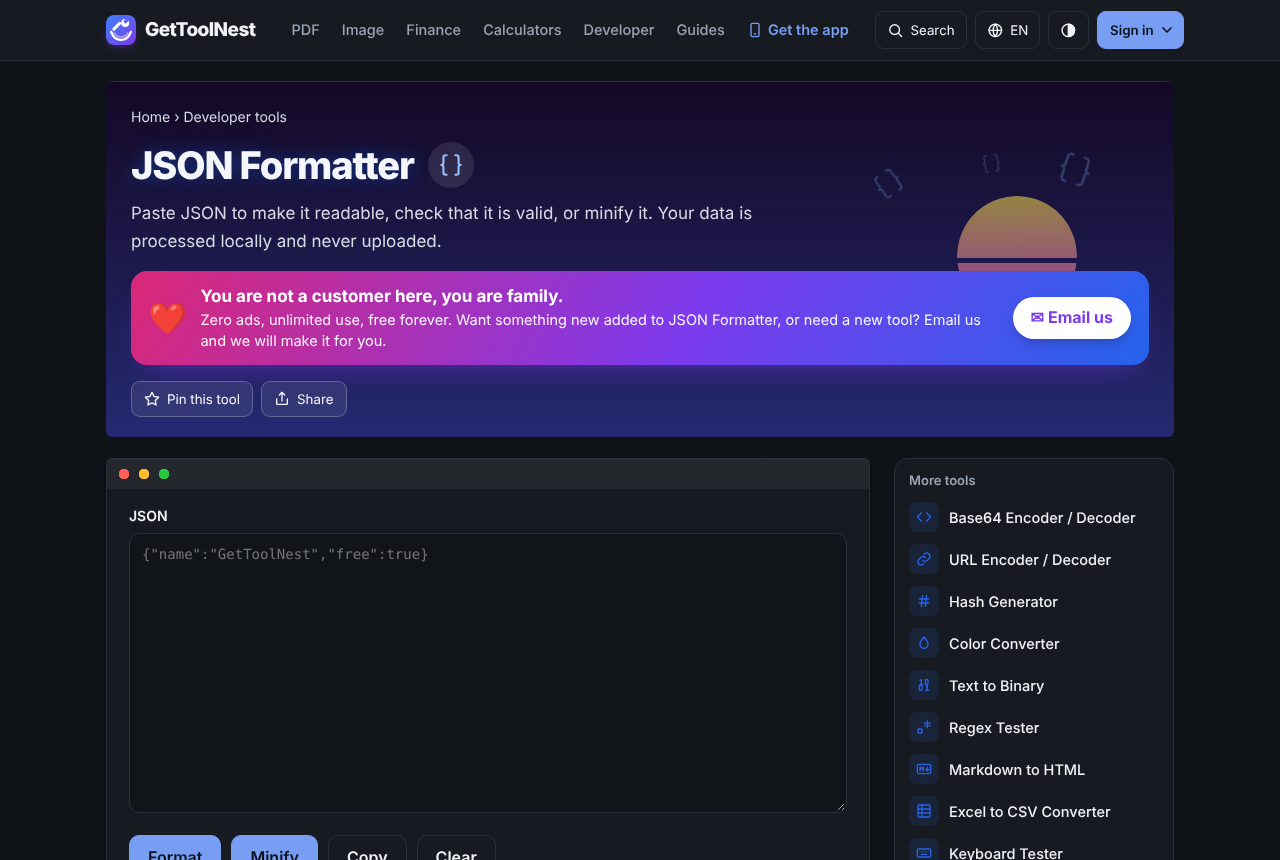 GetToolNest
PDF
Image
Finance
Calculators
Developer
Guides
Get the app
Search
EN
Sign in
Home › Developer tools
JSON Formatter
{}
Paste JSON to make it readable, check that it is valid, or minify it. Your data is
processed locally and never uploaded.
You are not a customer here, you are family.
Zero ads, unlimited use, free forever. Want something new added to JSON Formatter, or need a new tool? Email us
and we will make it for you.
✉ Email us
Pin this tool
Share
JSON
{"name":"GetToolNest","free":true}
Format
Minify
Copy
Clear
More tools
Base64 Encoder / Decoder
URL Encoder / Decoder
Hash Generator
Color Converter
Text to Binary
Regex Tester
Markdown to HTML
Excel to CSV Converter
Keyboard Tester